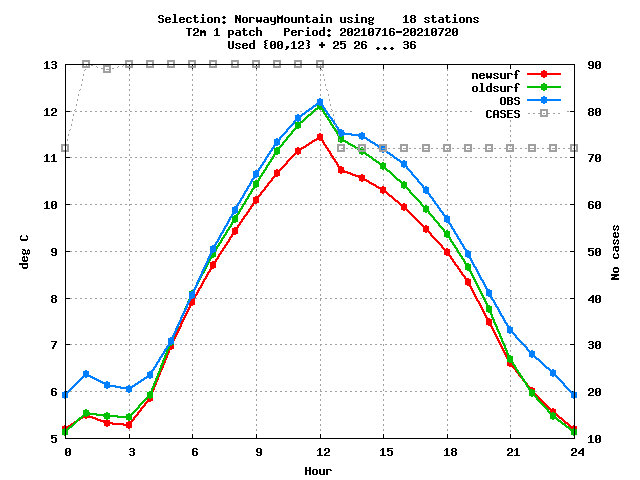 Selection: NorwayMountain using    18 stations
T2m 1 patch   Period: 20210716-20210720
Used {00,12} + 25 26 ... 36
newsurf
oldsurf
OBS
CASES
13
12
11
10
9
8
7
6
5
90
80
70
60
50
40
30
20
10
deg C
No cases
0 3 6 9 12 15 18 21 24
Hour